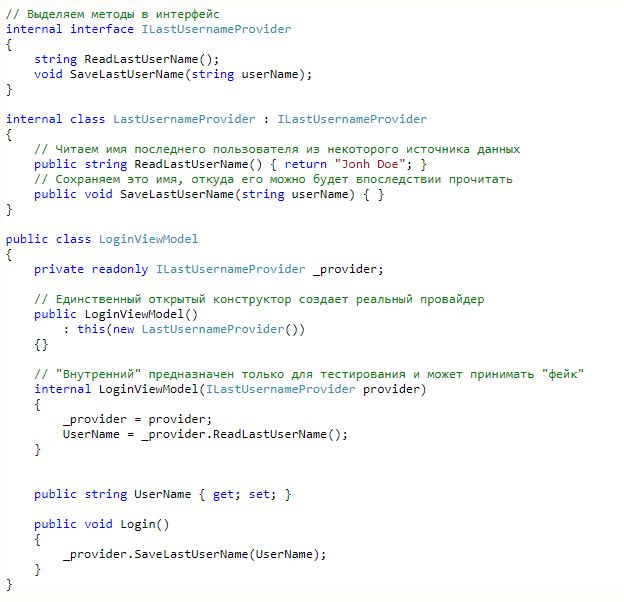 // Выделяем методы в интерфейс
internal interface ILastUsernameProvider
{
    string ReadLastUserName();
    void SaveLastUserName(string userName);
}

internal class LastUsernameProvider : ILastUsernameProvider
{
    // Читаем имя последнего пользователя из некоторого источника данных
    public string ReadLastUserName() { return "Jonh Doe"; }
    // Сохраняем это имя, откуда его можно будет впоследствии прочитать
    public void SaveLastUserName(string userName) { }
}

public class LoginViewModel
{
    private readonly ILastUsernameProvider _provider;

    // Единственный открытый конструктор создает реальный провайдер
    public LoginViewModel()
        : this(new LastUsernameProvider())
    {}

    // "Внутренний" предназначен только для тестирования и может принимать "фейк"
    internal LoginViewModel(ILastUsernameProvider provider)
    {
        _provider = provider;
        UserName = _provider.ReadLastUserName();
    }


    public string UserName { get; set; }

    public void Login()
    {
        _provider.SaveLastUserName(UserName);
    }
}